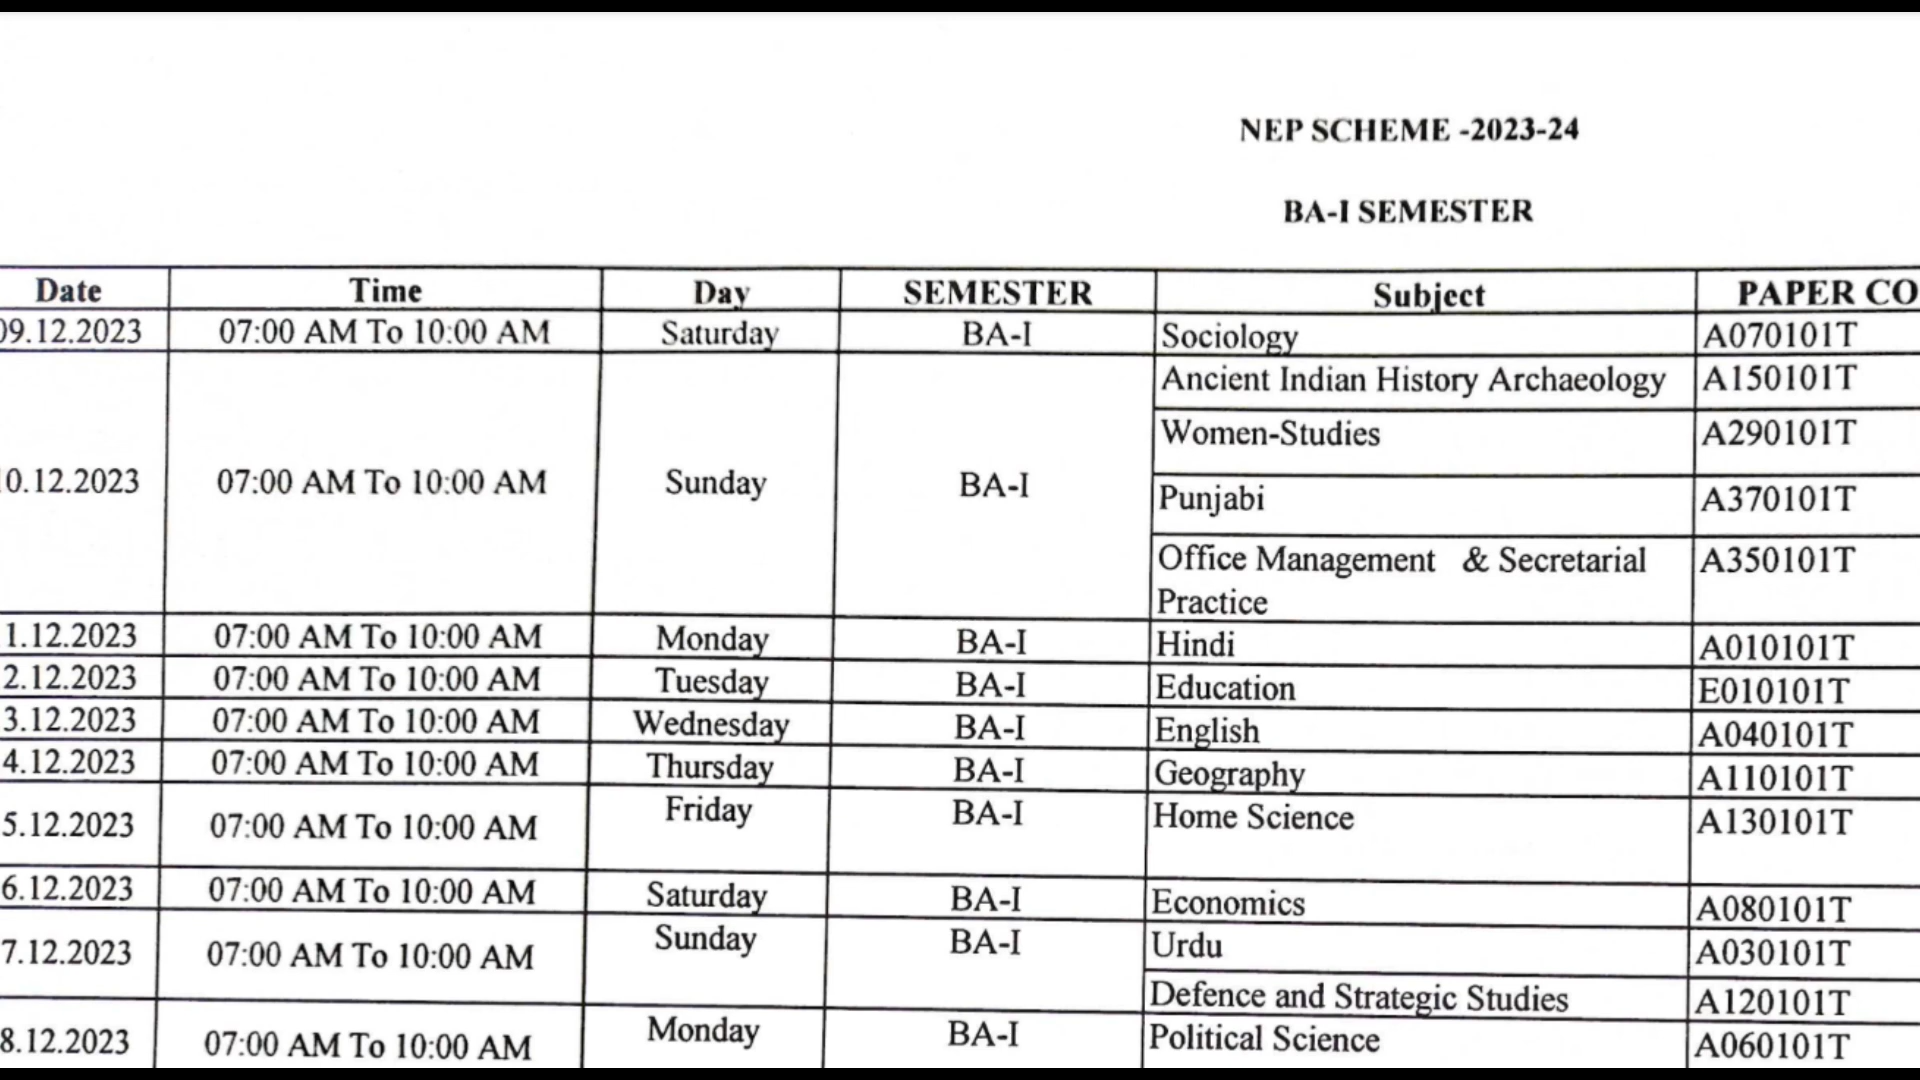 NEP SCHEME -2023-24
BA-I SEMESTER
Date Time Day SEMESTER Subject PAPER CO
09.12.2023 07:00 AM To 10:00 AM Saturday BA-I Sociology A070101T
0.12.2023 07:00 AM To 10:00 AM Sunday BA-I Ancient Indian History Archaeology A150101T
Women-Studies A290101T
Punjabi A370101T
Office Management & Secretarial A350101T
Practice
1.12.2023 07:00 AM To 10:00 AM Monday BA-I Hindi A010101T
2.12.2023 07:00 AM To 10:00 AM Tuesday BA-I Education E010101T
3.12.2023 07:00 AM To 10:00 AM Wednesday BA-I English A040101T
4.12.2023 07:00 AM To 10:00 AM Thursday BA-I Geography A110101T
5.12.2023 07:00 AM To 10:00 AM Friday BA-I Home Science A130101T
6.12.2023 07:00 AM To 10:00 AM Saturday BA-I Economics A080101T
7.12.2023 07:00 AM To 10:00 AM Sunday BA-I Urdu A030101T
Defence and Strategic Studies A120101T
8.12.2023 07:00 AM To 10:00 AM Monday BA-I Political Science A060101T